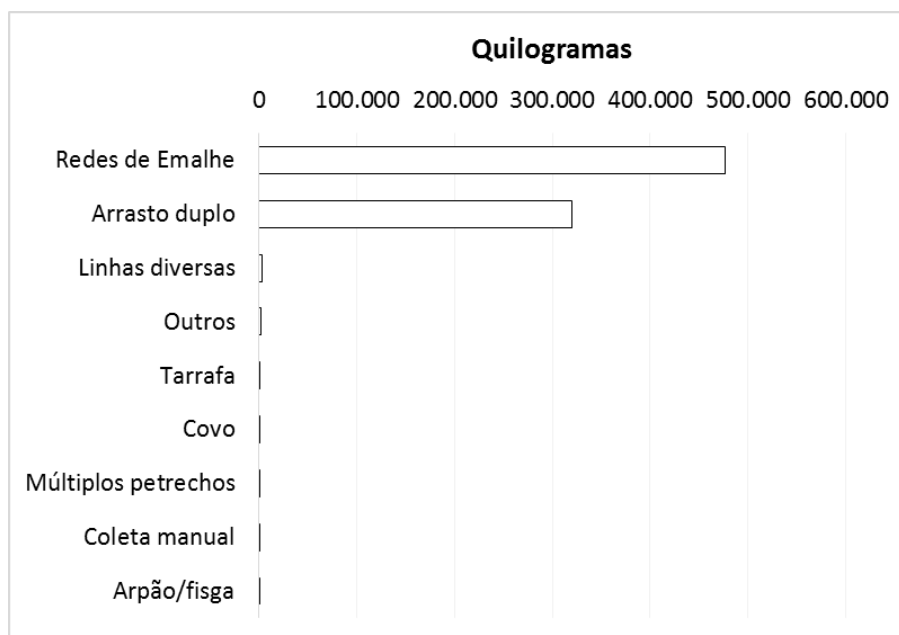 Quilogramas
0 100.000 200.000 300.000 400.000 500.000 600.000
Redes de Emalhe
Arrasto duplo
Linhas diversas
Outros
Tarrafa
Covo
Múltiplos petrechos
Coleta manual
Arpão/fisga